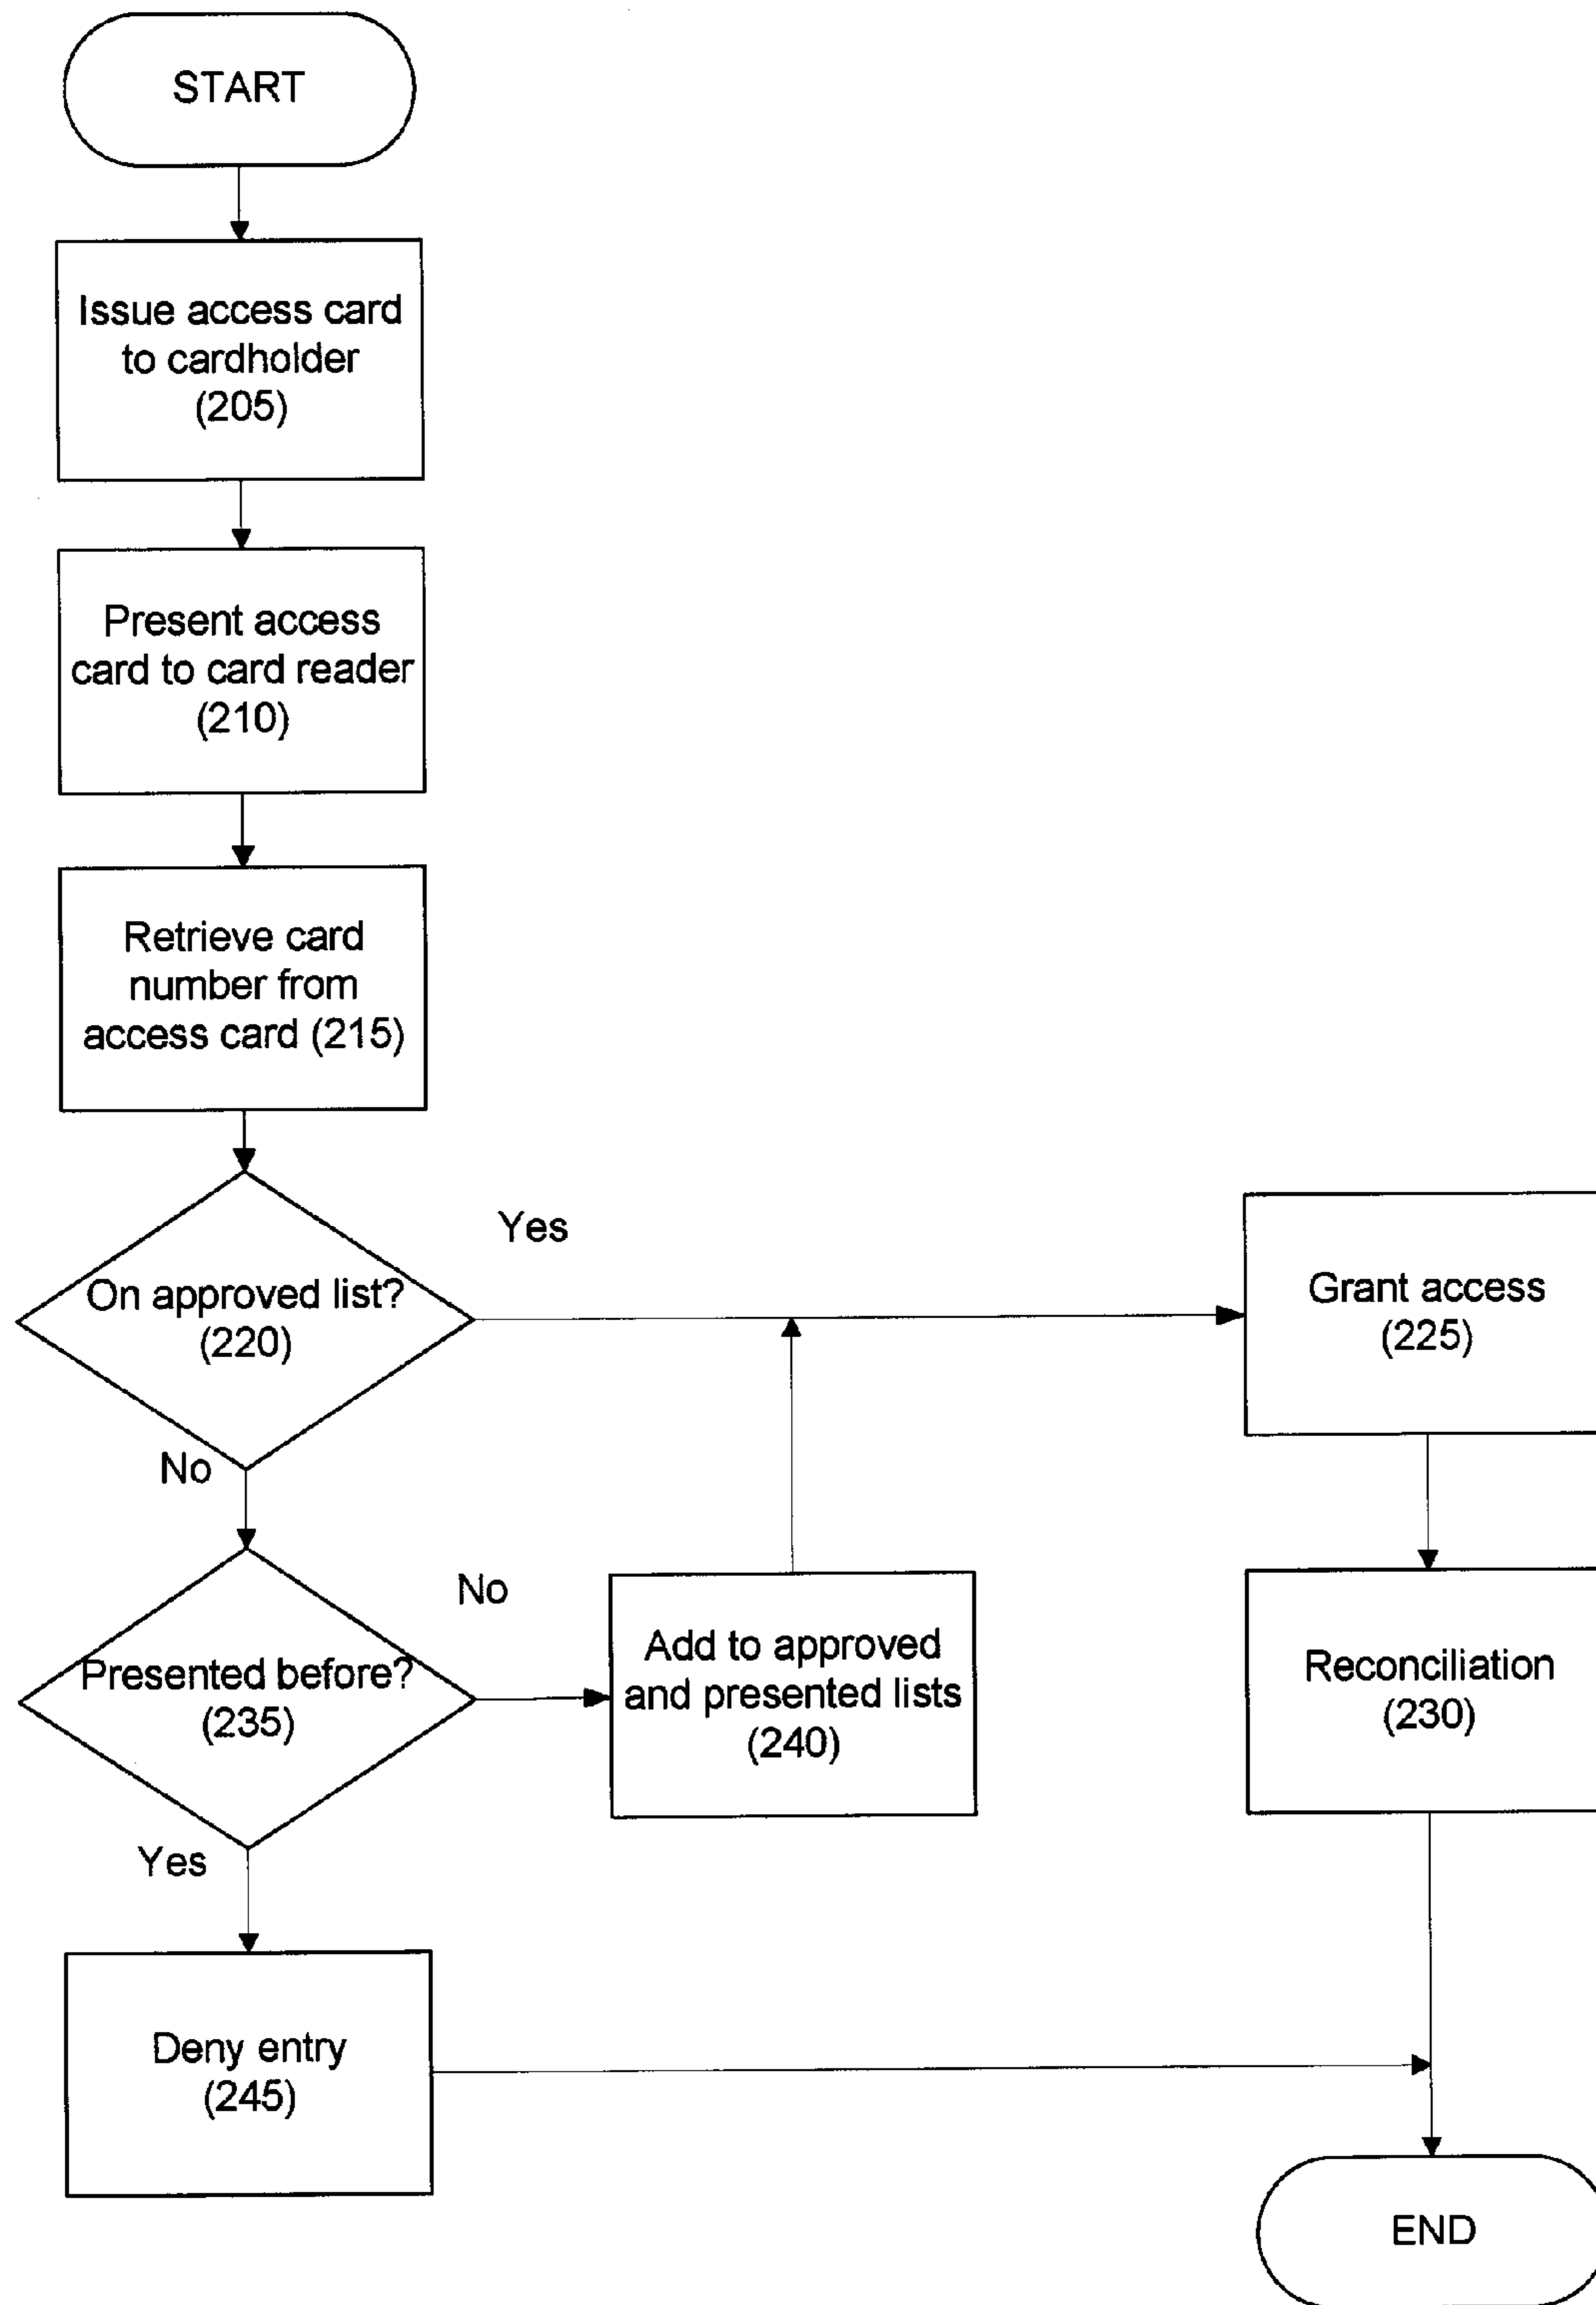 START
Issue access card
to cardholder
(205)
Present access
card to card reader
(210)
Retrieve card
number from
access card (215)
On approved list?
(220)
Yes
Grant access
(225)
No
Presented before?
(235)
No
Add to approved
and presented lists
(240)
Reconciliation
(230)
Yes
Deny entry
(245)
END